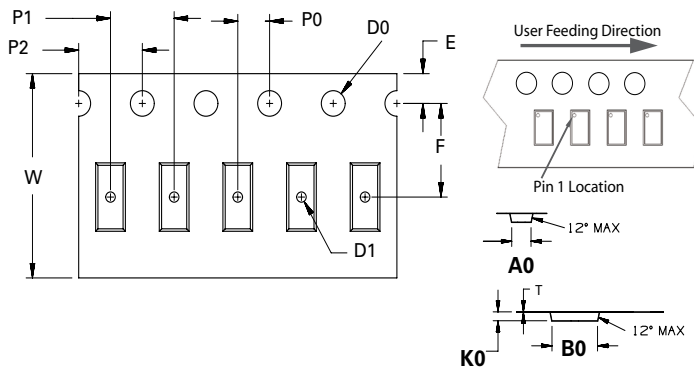 P1
P0
P2
D0
E
W
F
D1
User Feeding Direction
Pin 1 Location
12° MAX
A0
T
12° MAX
K0
B0